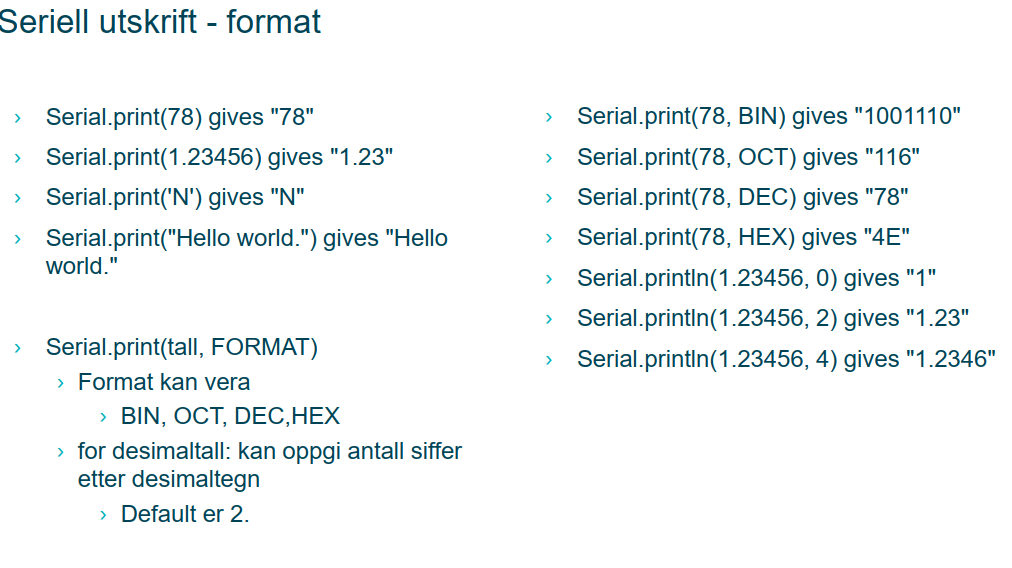 Seriell utskrift - format
Serial.print(78) gives "78"
Serial.print(1.23456) gives "1.23"
Serial.print('N') gives "N"
Serial.print("Hello world.") gives "Hello
world."
Serial.print(tall, FORMAT)
Format kan vera
BIN, OCT, DEC,HEX
for desimaltall: kan oppgi antall siffer
etter desimaltegn
Default er 2.
Serial.print(78, BIN) gives "1001110"
Serial.print(78, OCT) gives "116"
Serial.print(78, DEC) gives "78"
Serial.print(78, HEX) gives "4E"
Serial.println(1.23456, 0) gives "1"
Serial.println(1.23456, 2) gives "1.23"
Serial.println(1.23456, 4) gives "1.2346"